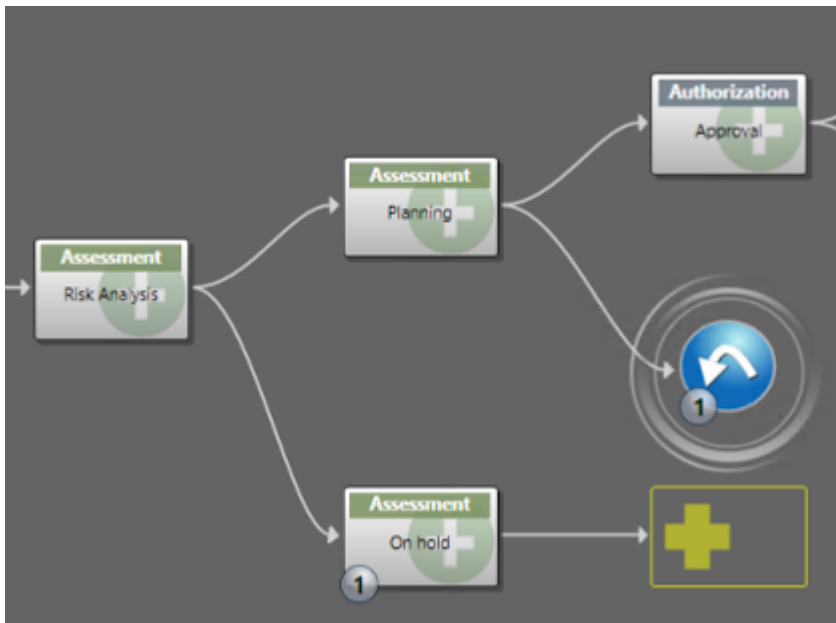 Authorization
Approval
Assessment
Planning
Assessment
Risk Analysis
1
Assessment
On hold
1